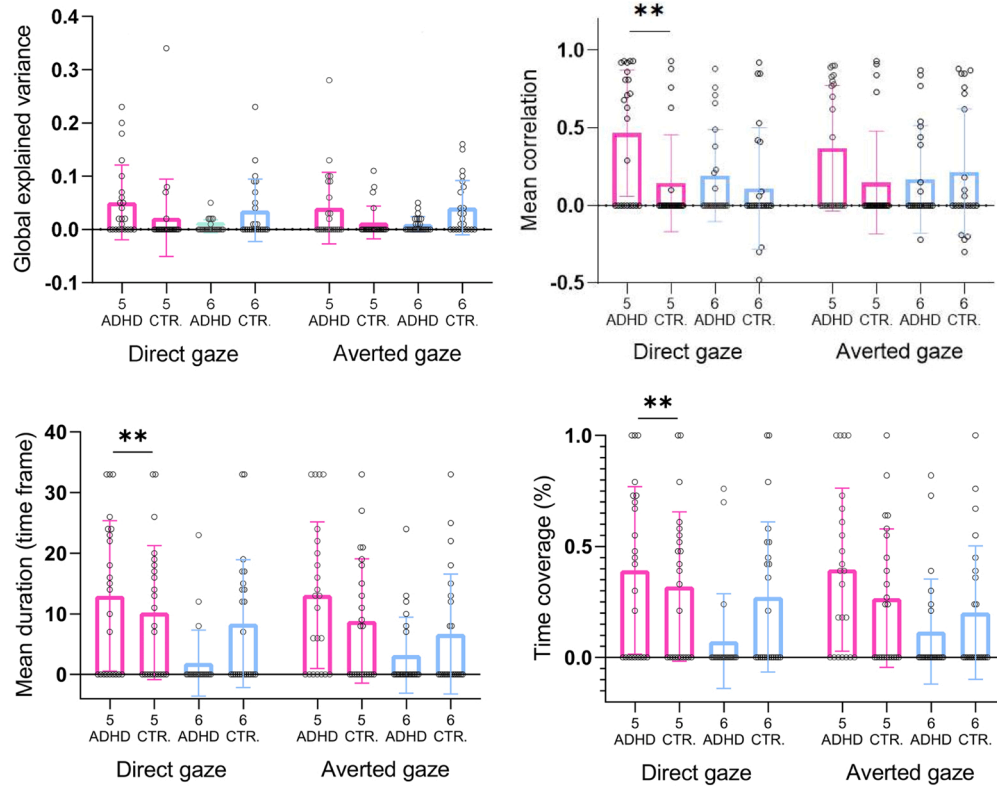 Global explained variance
0.4
0.3
0.2
0.1
0.0
-0.1
5 5 6 6 5 5 6 6
ADHD CTR. ADHD CTR. ADHD CTR. ADHD CTR.
Direct gaze Averted gaze
Mean correlation
**
1.0
0.5
0.0
-0.5
5 5 6 6 5 5 6 6
ADHD CTR. ADHD CTR. ADHD CTR. ADHD CTR.
Direct gaze Averted gaze
Mean duration (time frame)
40
**
30
20
10
0
5 5 6 6 5 5 6 6
ADHD CTR. ADHD CTR. ADHD CTR. ADHD CTR.
Direct gaze Averted gaze
Time coverage (%)
**
1.0
0.5
0.0
5 5 6 6 5 5 6 6
ADHD CTR. ADHD CTR. ADHD CTR. ADHD CTR.
Direct gaze Averted gaze